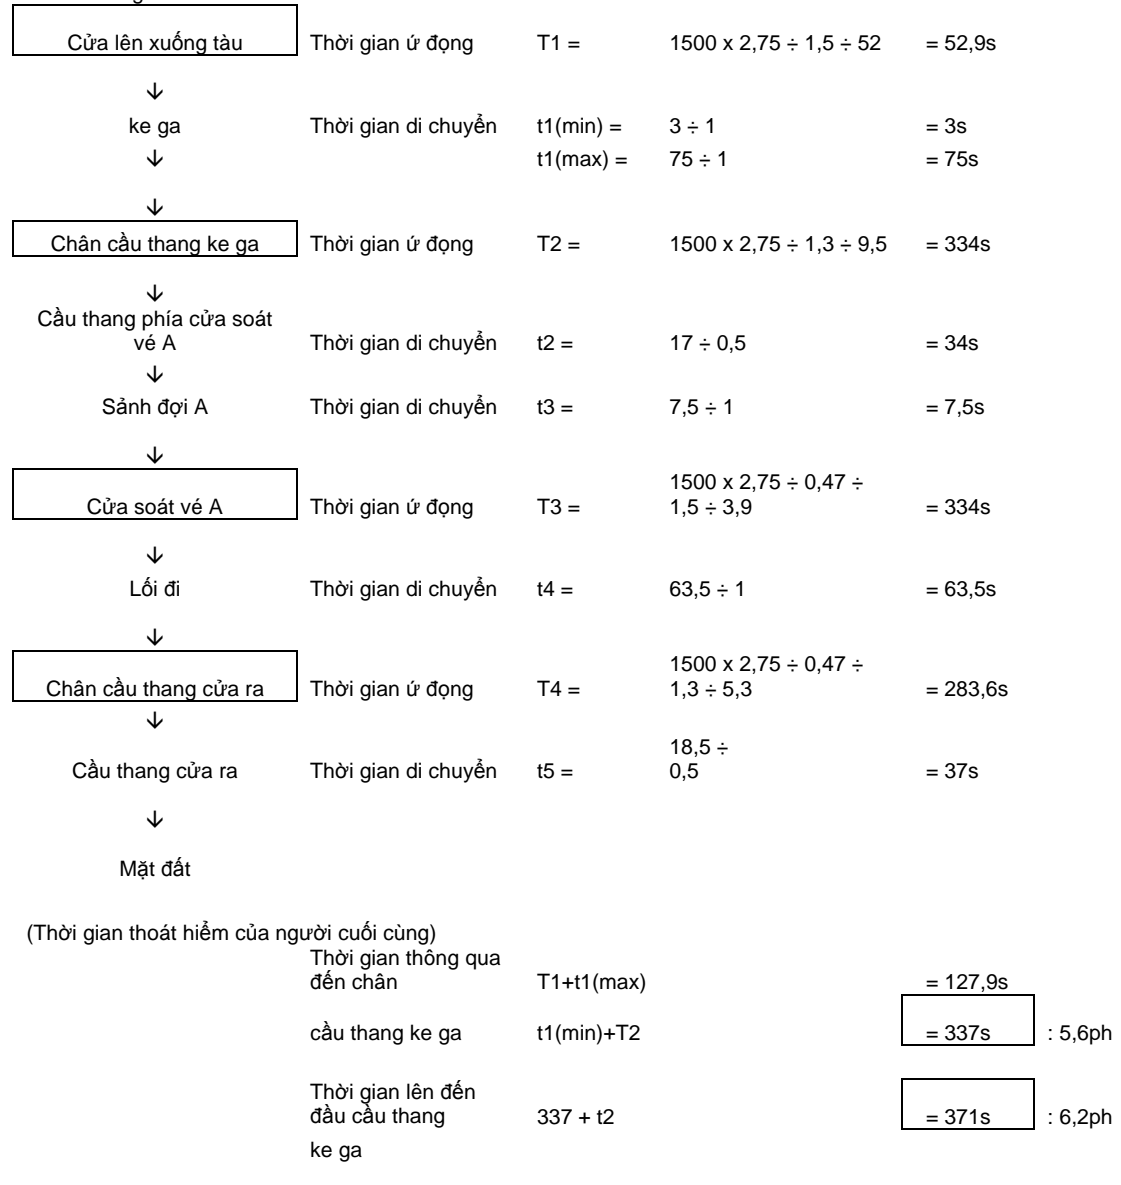 Cửa lên xuống tàu Thời gian ứ đọng T1 = 1500 x 2,75 ÷ 1,5 ÷ 52 = 52,9s
↓
ke ga Thời gian di chuyển t1(min) = 3 ÷ 1 = 3s
↓ t1(max) = 75 ÷ 1 = 75s
↓
Chân cầu thang ke ga Thời gian ứ đọng T2 = 1500 x 2,75 ÷ 1,3 ÷ 9,5 = 334s
↓
Cầu thang phía cửa soát
vé A Thời gian di chuyển t2 = 17 ÷ 0,5 = 34s
↓
Sảnh đợi A Thời gian di chuyển t3 = 7,5 ÷ 1 = 7,5s
↓
1500 x 2,75 ÷ 0,47 ÷
Cửa soát vé A Thời gian ứ đọng T3 = 1,5 ÷ 3,9 = 334s
↓
Lối đi Thời gian di chuyển t4 = 63,5 ÷ 1 = 63,5s
↓
1500 x 2,75 ÷ 0,47 ÷
Chân cầu thang cửa ra Thời gian ứ đọng T4 = 1,3 ÷ 5,3 = 283,6s
↓
18,5 ÷
Cầu thang cửa ra Thời gian di chuyển t5 = 0,5 = 37s
↓
Mặt đất
(Thời gian thoát hiểm của người cuối cùng)
Thời gian thông qua
đến chân T1+t1(max) = 127,9s
cầu thang ke ga t1(min)+T2 = 337s : 5,6ph
Thời gian lên đến
đầu cầu thang 337 + t2 = 371s : 6,2ph
ke ga